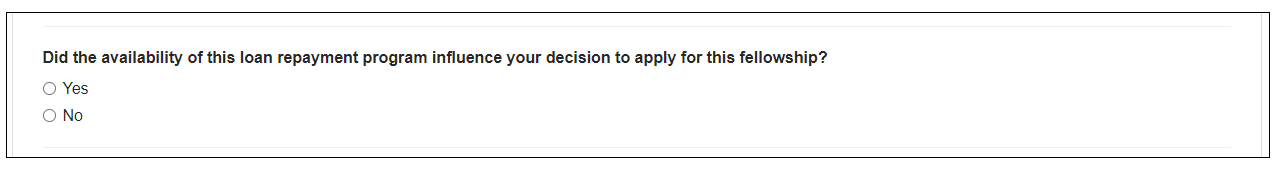 Did the availability of this loan repayment program influence your decision to apply for this fellowship?
Yes
No